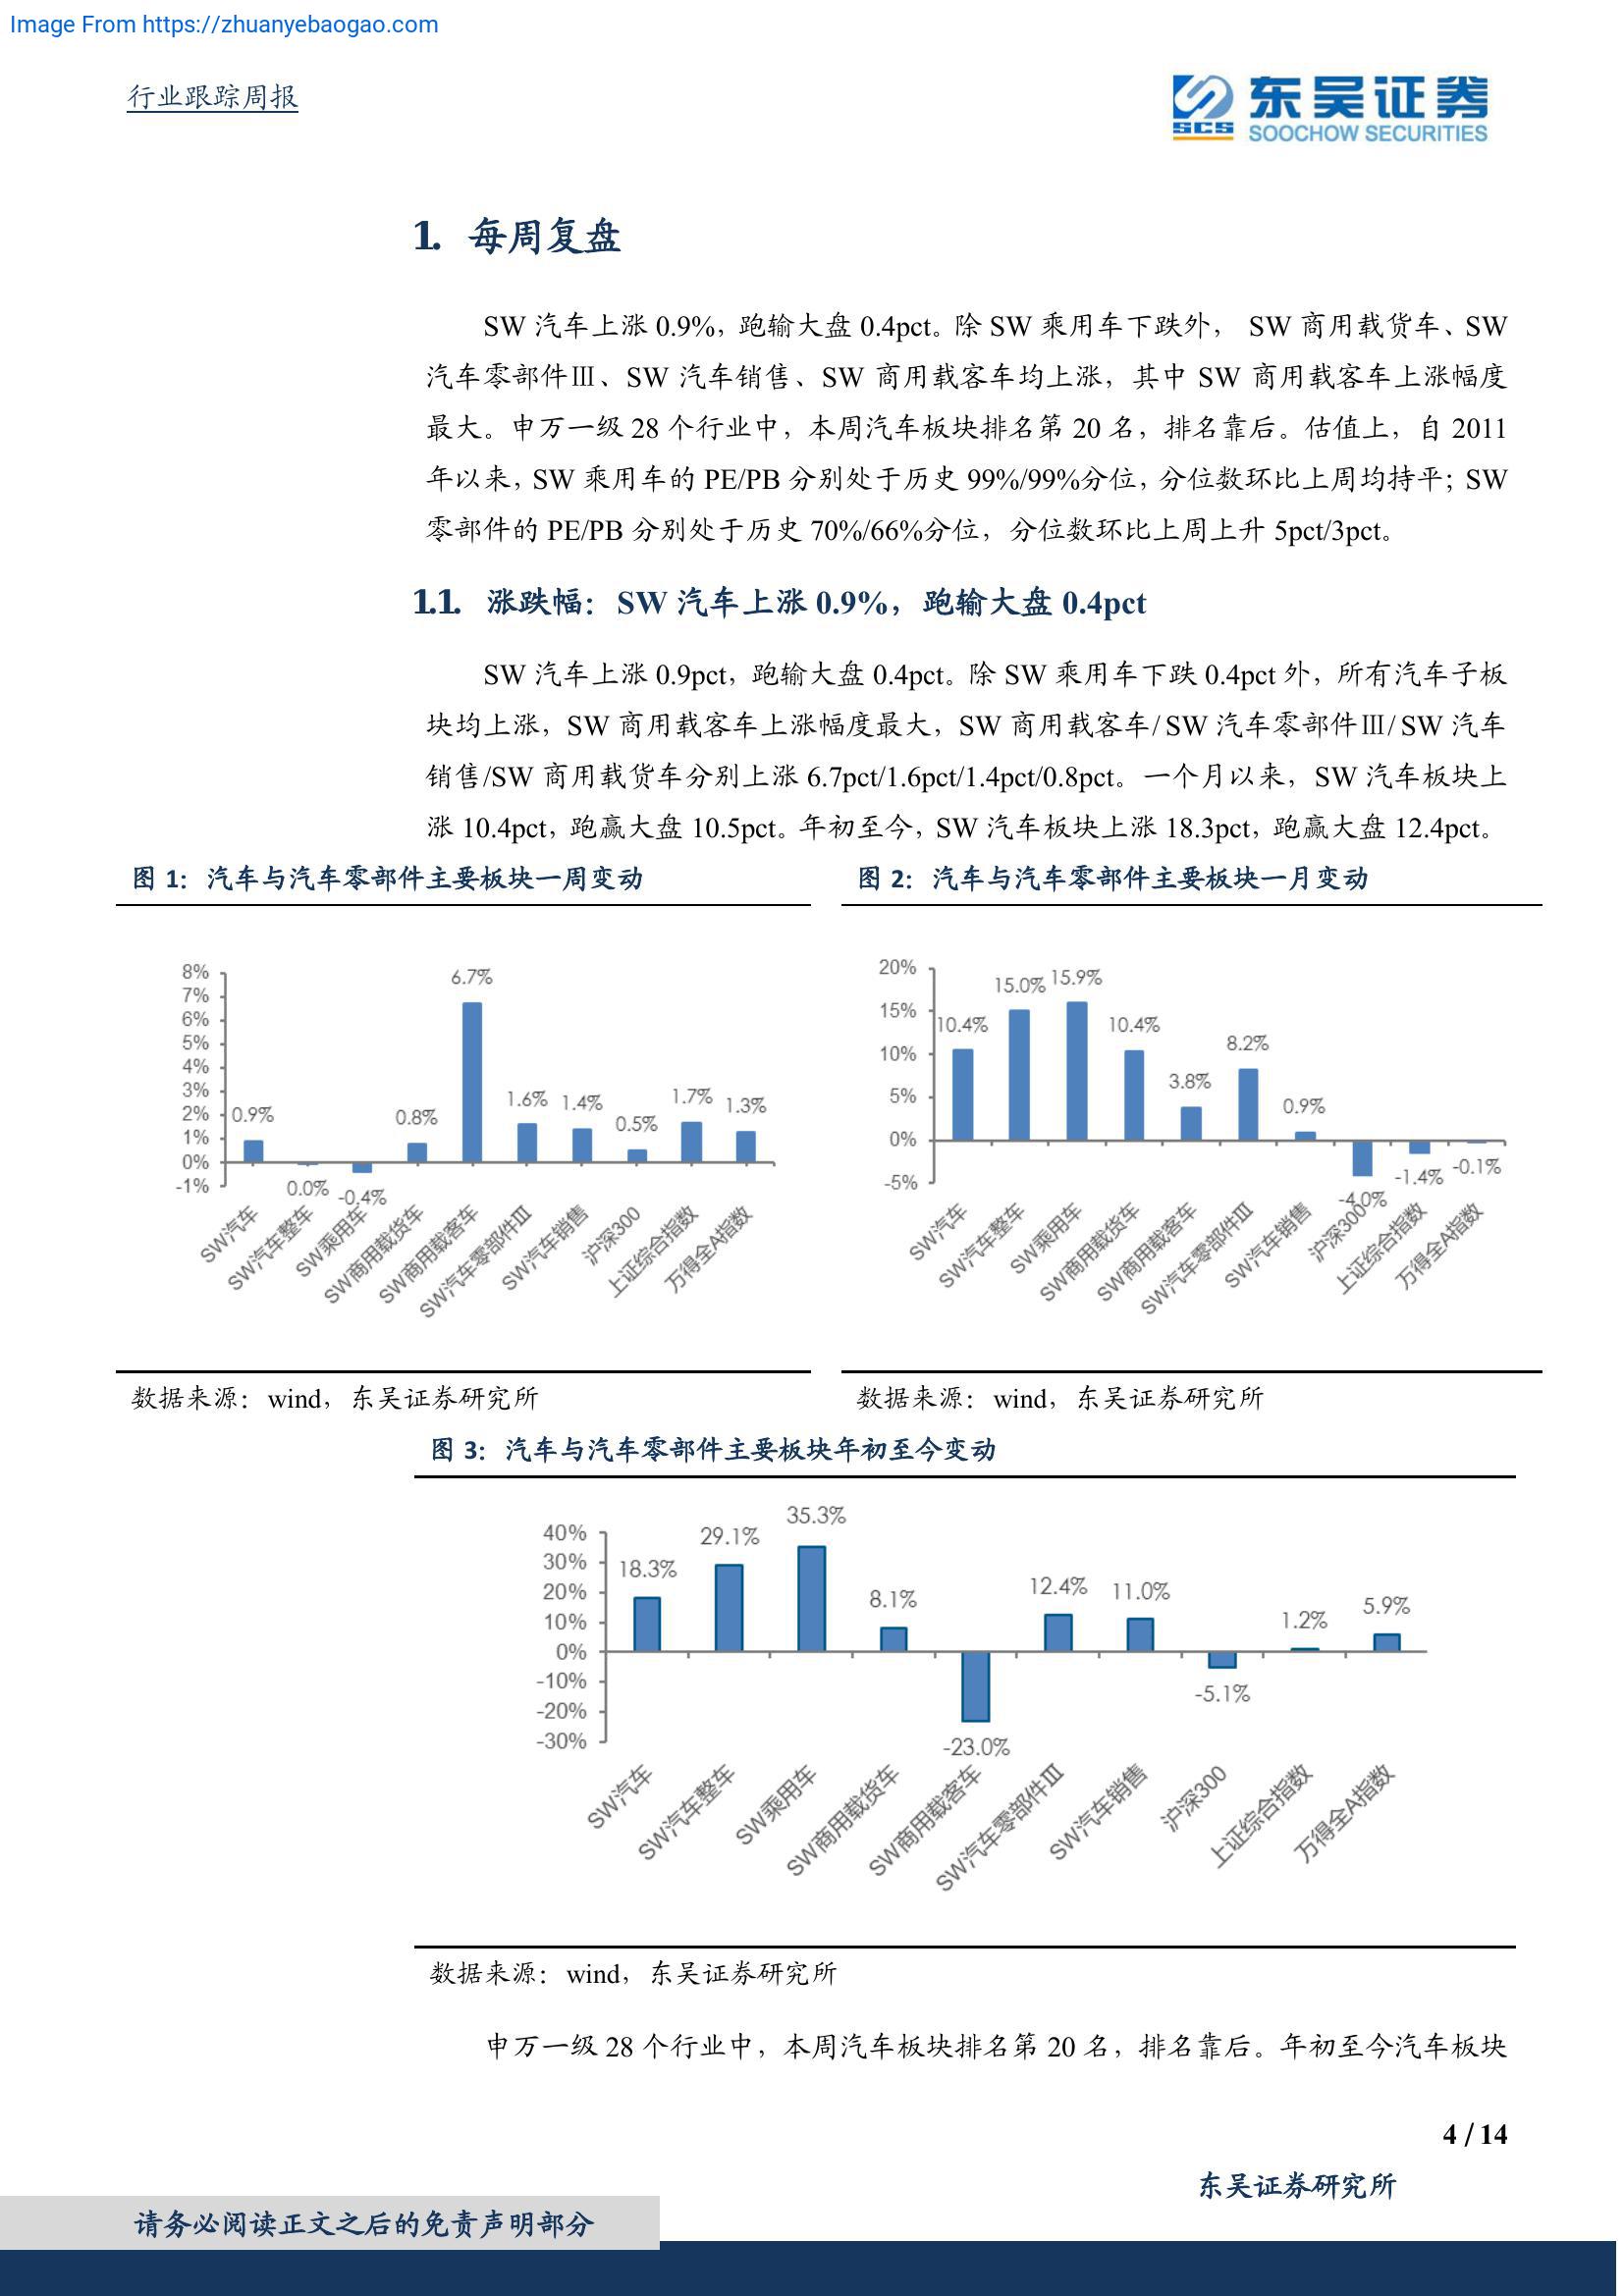 Image From https://zhuanyebaogao.com
行业跟踪周报
SCS
东吴证券
SOOCHOW SECURITIES
1. 每周复盘
SW 汽车上涨 0.9%，跑输大盘 0.4pct。除 SW 乘用车下跌外， SW 商用载货车、SW
汽车零部件Ⅲ、SW 汽车销售、SW 商用载客车均上涨，其中 SW 商用载客车上涨幅度
最大。申万一级 28 个行业中，本周汽车板块排名第 20 名，排名靠后。估值上，自 2011
年以来，SW 乘用车的 PE/PB 分别处于历史 99%/99%分位，分位数环比上周均持平；SW
零部件的 PE/PB 分别处于历史 70%/66%分位，分位数环比上周上升 5pct/3pct。
1.1. 涨跌幅：SW 汽车上涨 0.9%，跑输大盘 0.4pct
SW 汽车上涨 0.9pct，跑输大盘 0.4pct。除 SW 乘用车下跌 0.4pct 外，所有汽车子板
块均上涨，SW 商用载客车上涨幅度最大，SW 商用载客车/ SW 汽车零部件Ⅲ/ SW 汽车
销售/SW 商用载货车分别上涨 6.7pct/1.6pct/1.4pct/0.8pct。一个月以来，SW 汽车板块上
涨 10.4pct，跑赢大盘 10.5pct。年初至今，SW 汽车板块上涨 18.3pct，跑赢大盘 12.4pct。
图 1：汽车与汽车零部件主要板块一周变动
8%
7%
6%
5%
4%
3%
2%
1%
0%
-1%
0.9%
0.0%
-0.4%
0.8%
6.7%
1.6%
1.4%
0.5%
1.7%
1.3%
SW汽车
SW汽车整车
SW乘用车
SW商用载货车
SW商用载客车
SW汽车零部件Ⅲ
SW汽车销售
沪深300
上证综合指数
万得全A指数
数据来源：wind，东吴证券研究所
图 2：汽车与汽车零部件主要板块一月变动
20%
15%
10%
5%
0%
-5%
10.4%
15.0%
15.9%
10.4%
3.8%
8.2%
0.9%
-4.0%
-1.4%
-0.1%
SW汽车
SW汽车整车
SW乘用车
SW商用载货车
SW商用载客车
SW汽车零部件Ⅲ
SW汽车销售
沪深300
上证综合指数
万得全A指数
数据来源：wind，东吴证券研究所
图 3：汽车与汽车零部件主要板块年初至今变动
40%
30%
20%
10%
0%
-10%
-20%
-30%
18.3%
29.1%
35.3%
8.1%
-23.0%
12.4%
11.0%
-5.1%
1.2%
5.9%
SW汽车
SW汽车整车
SW乘用车
SW商用载货车
SW商用载客车
SW汽车零部件Ⅲ
SW汽车销售
沪深300
上证综合指数
万得全A指数
数据来源：wind，东吴证券研究所
申万一级 28 个行业中，本周汽车板块排名第 20 名，排名靠后。年初至今汽车板块
4 / 14
东吴证券研究所
请务必阅读正文之后的免责声明部分